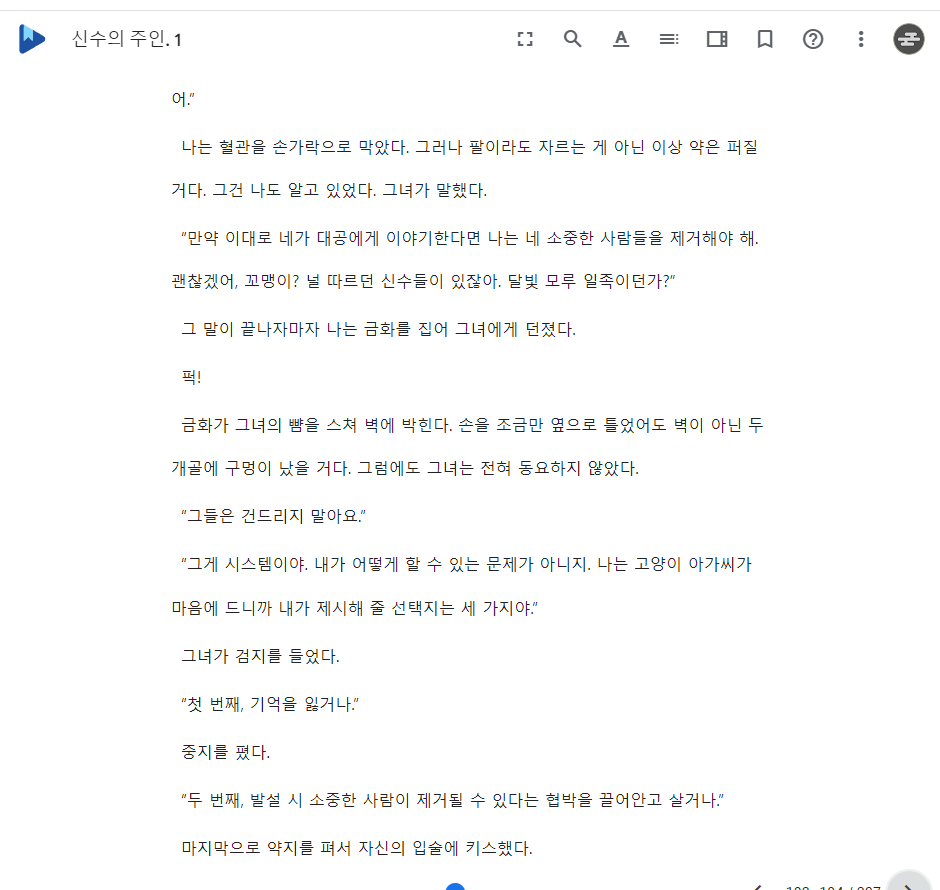 신수의 주인. 1
어.”
나는 혈관을 손가락으로 막았다. 그러나 팔이라도 자르는 게 아닌 이상 약은 퍼질
거다. 그건 나도 알고 있었다. 그녀가 말했다.
“만약 이대로 네가 대공에게 이야기한다면 나는 네 소중한 사람들을 제거해야 해.
괜찮겠어, 꼬맹이? 널 따르던 신수들이 있잖아. 달빛 모루 일족이던가?”
그 말이 끝나자마자 나는 금화를 집어 그녀에게 던졌다.
퍽!
금화가 그녀의 뺨을 스쳐 벽에 박힌다. 손을 조금만 옆으로 틀었어도 벽이 아닌 두
개골에 구멍이 났을 거다. 그럼에도 그녀는 전혀 동요하지 않았다.
“그들은 건드리지 말아요.”
“그게 시스템이야. 내가 어떻게 할 수 있는 문제가 아니지. 나는 고양이 아가씨가
마음에 드니까 내가 제시해 줄 선택지는 세 가지야.”
그녀가 검지를 들었다.
“첫 번째, 기억을 잃거나.”
중지를 폈다.
“두 번째, 발설 시 소중한 사람이 제거될 수 있다는 협박을 끌어안고 살거나.”
마지막으로 약지를 펴서 자신의 입술에 키스했다.